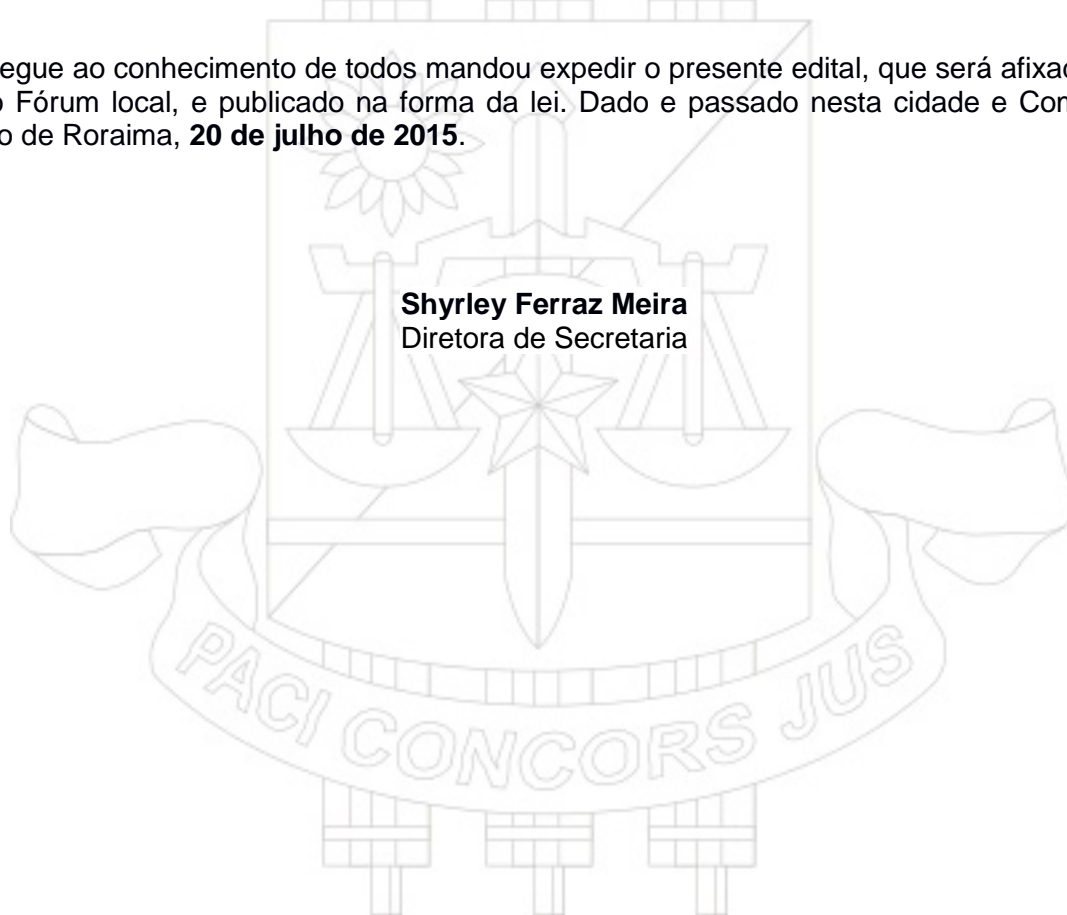 egue ao conhecimento de todos mandou expedir o presente edital, que será afixa
Fórum local, e publicado na forma da lei. Dado e passado nesta cidade e Co
o de Roraima, 20 de julho de 2015.
Shyrley Ferraz Meira
Diretora de Secretaria
PACI CONCORS JUS